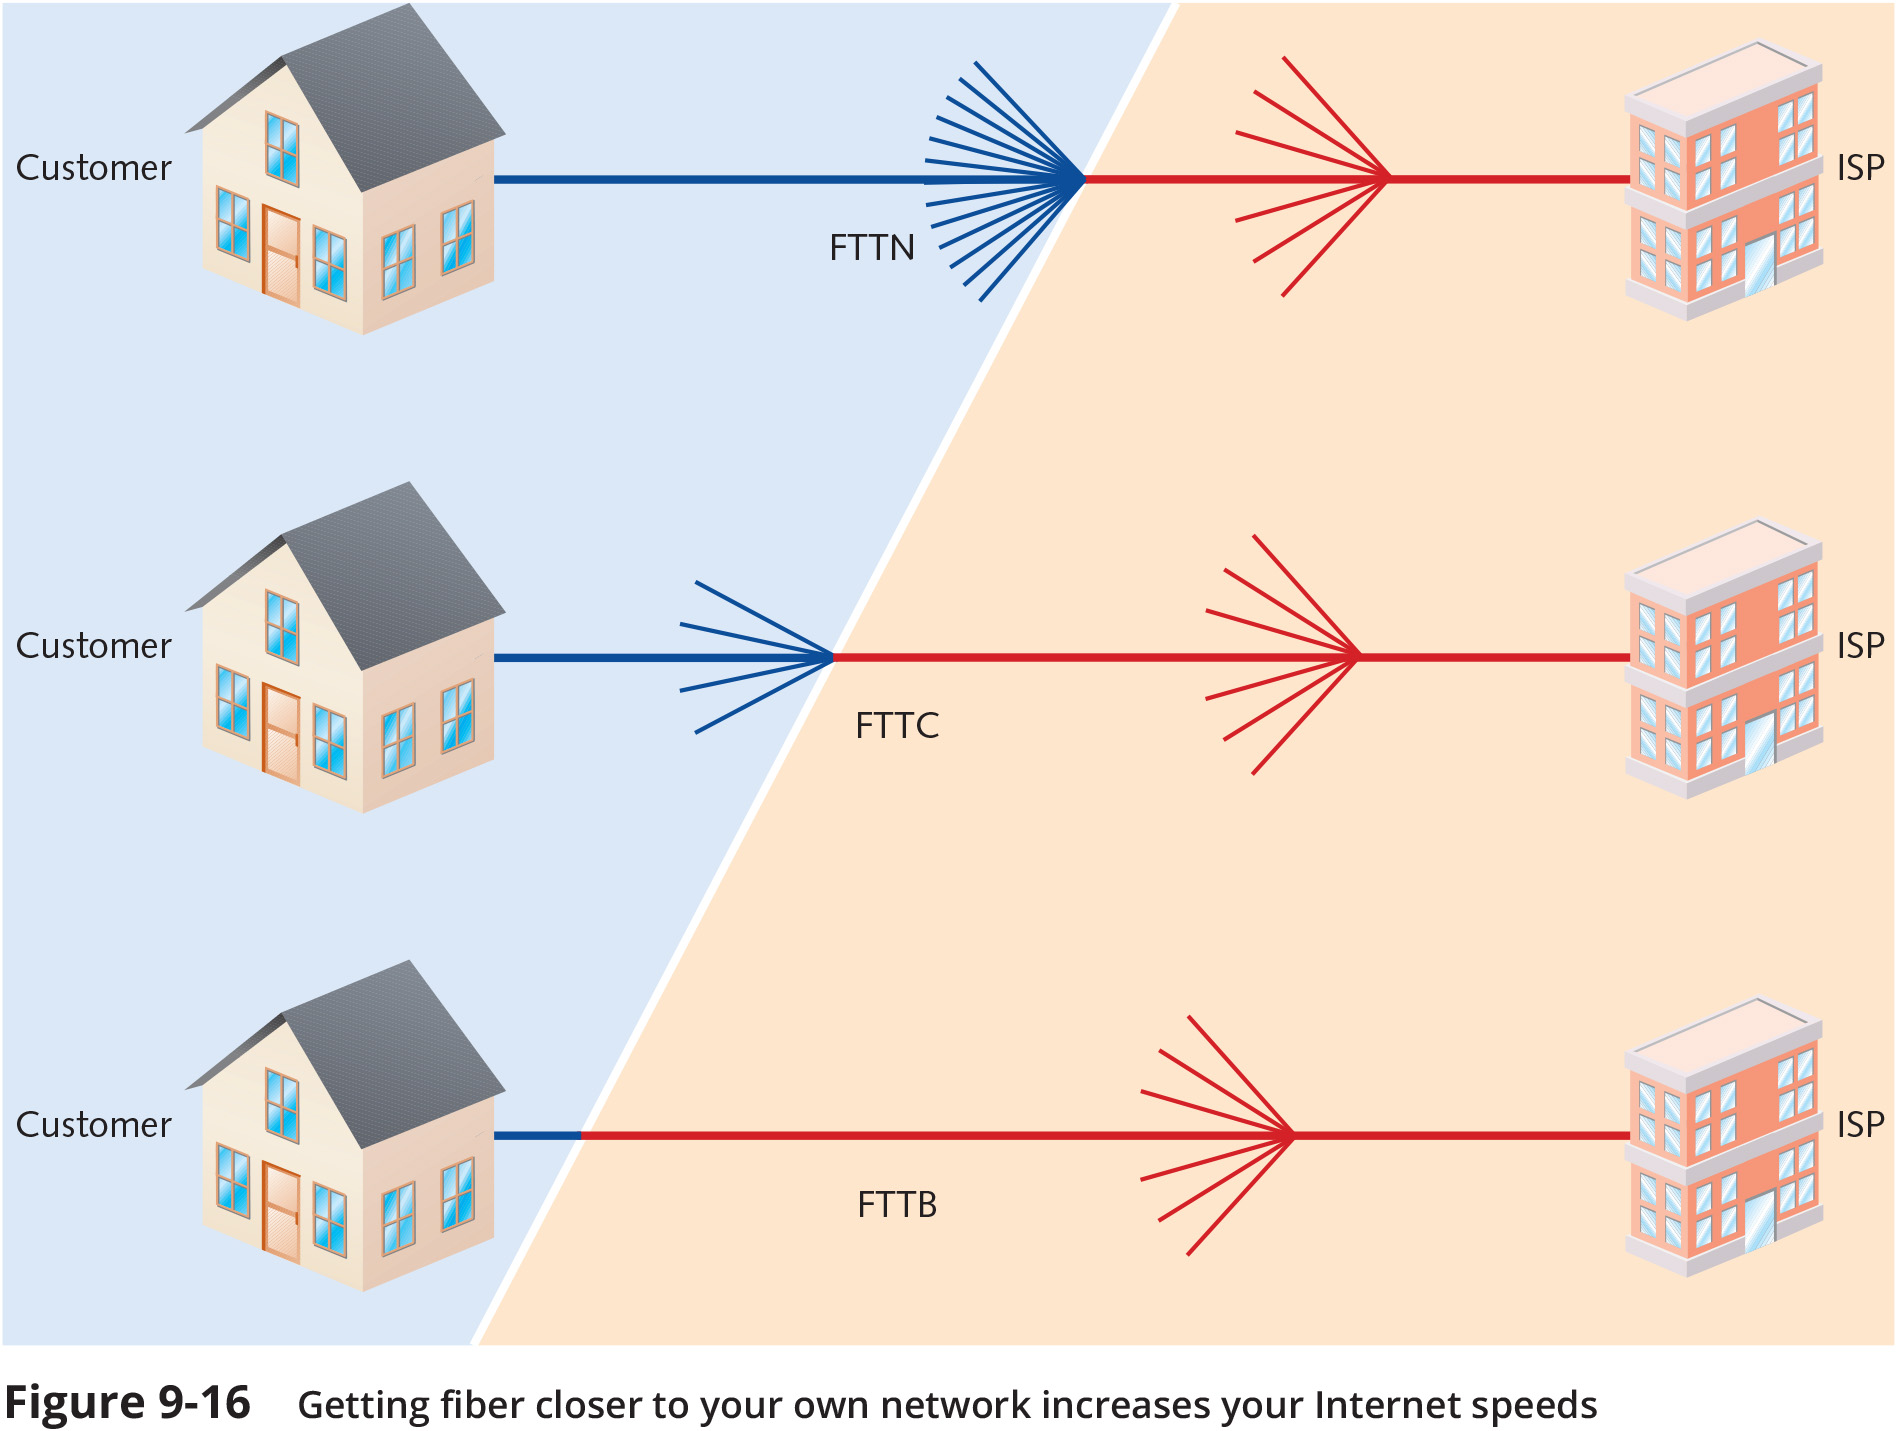 Customer
ISP
FTTN
Customer
ISP
FTTC
Customer
ISP
FTTB
Figure 9-16 Getting fiber closer to your own network increases your Internet speeds